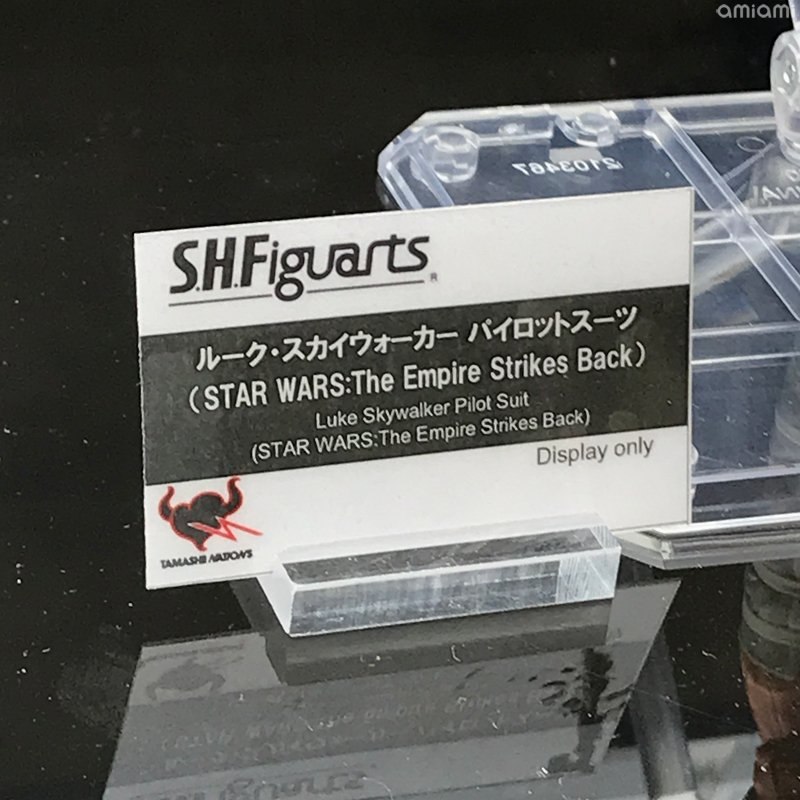 amiami
2103467
S.H.Figuarts
®
ルーク・スカイウォーカー パイロットスーツ
(STAR WARS:The Empire Strikes Back)
Luke Skywalker Pilot Suit
(STAR WARS:The Empire Strikes Back)
Display only
TAMASHII NATIONS